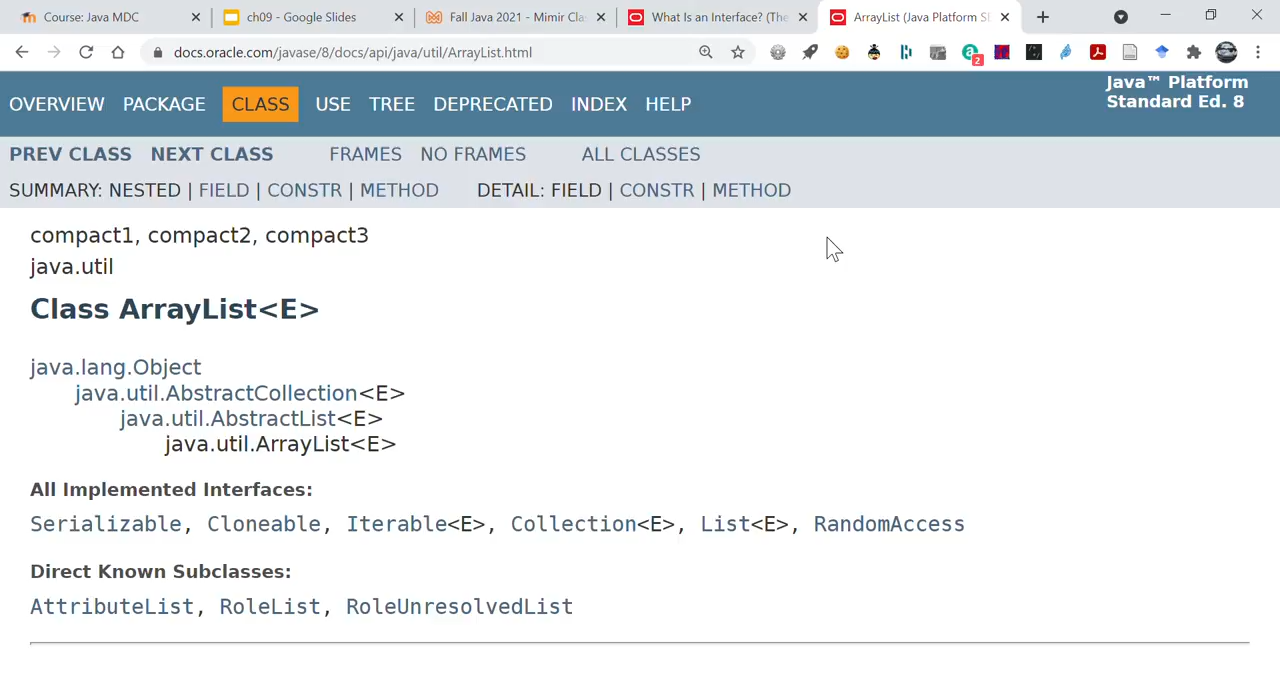 Course: Java MDC
ch09 - Google Slides
Fall Java 2021 - Mimir Clas
What Is an Interface? (The
ArrayList (Java Platform SE
docs.oracle.com/javase/8/docs/api/java/util/ArrayList.html
2
OVERVIEW PACKAGE CLASS USE TREE DEPRECATED INDEX HELP
Java™ Platform
Standard Ed. 8
PREV CLASS NEXT CLASS FRAMES NO FRAMES ALL CLASSES
SUMMARY: NESTED | FIELD | CONSTR | METHOD DETAIL: FIELD | CONSTR | METHOD
compact1, compact2, compact3
java.util
Class ArrayList<E>
java.lang.Object
java.util.AbstractCollection<E>
java.util.AbstractList<E>
java.util.ArrayList<E>
All Implemented Interfaces:
Serializable, Cloneable, Iterable<E>, Collection<E>, List<E>, RandomAccess
Direct Known Subclasses:
AttributeList, RoleList, RoleUnresolvedList